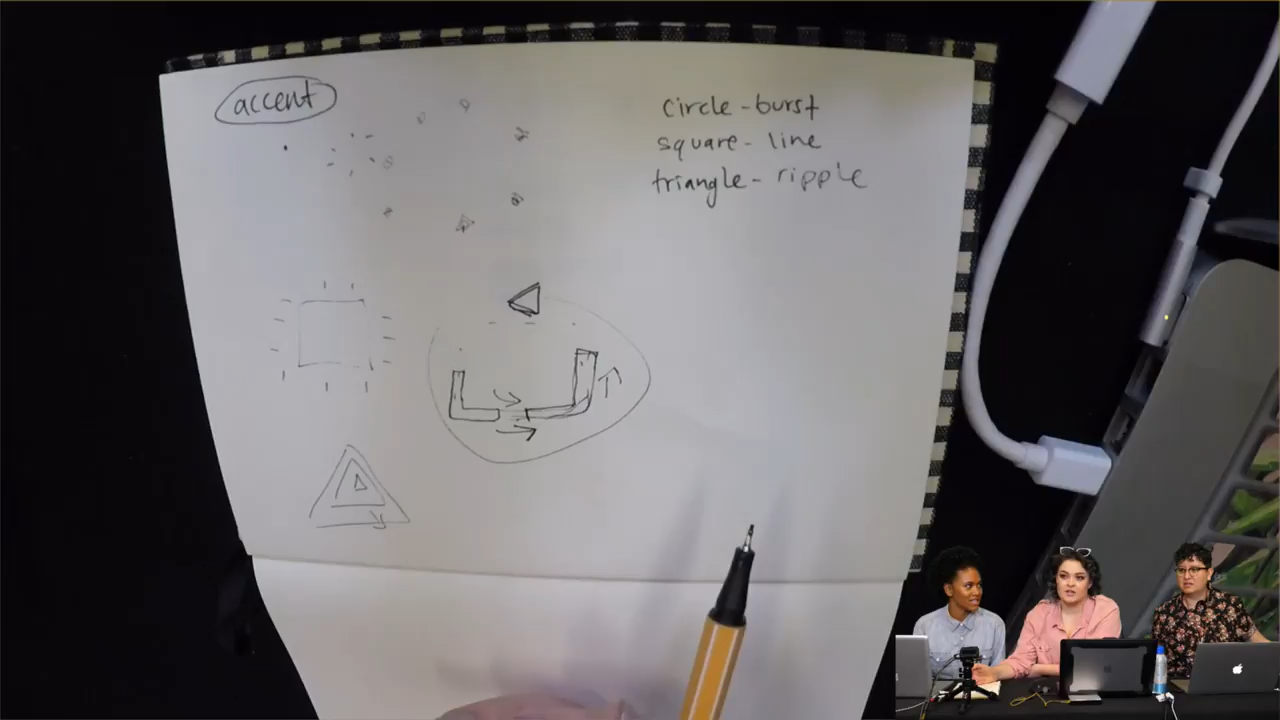 accent
circle - burst
square - line
triangle - ripple